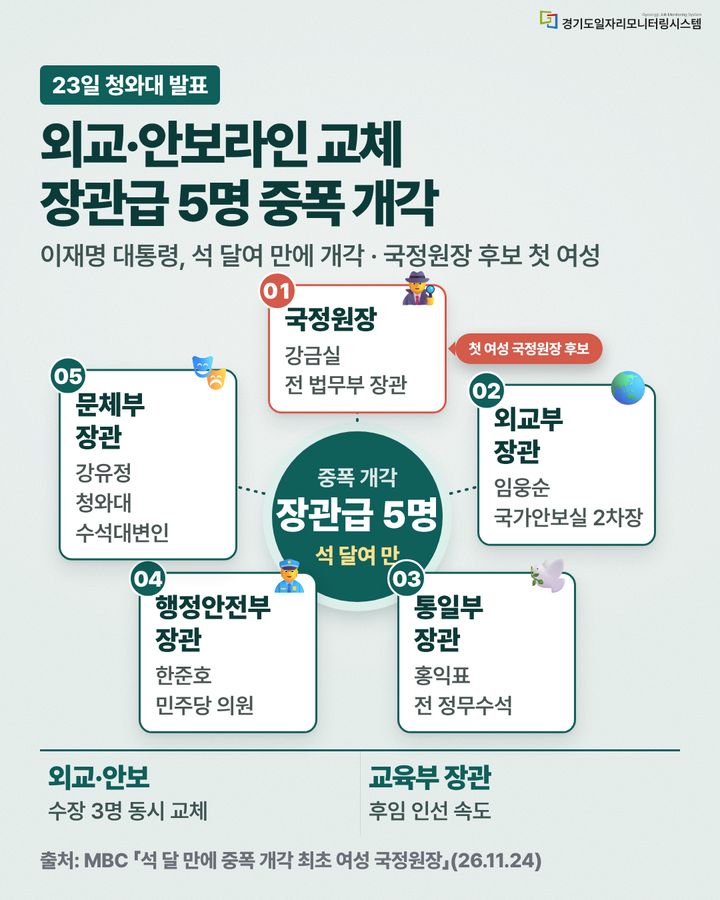 경기도일자리모니터링시스템
23일 청와대 발표
외교·안보라인 교체
장관급 5명 중폭 개각
이재명 대통령, 석 달여 만에 개각 · 국정원장 후보 첫 여성
01
국정원장
강금실
전 법무부 장관
첫 여성 국정원장 후보
02
외교부
장관
임웅순
국가안보실 2차장
03
통일부
장관
홍익표
전 정무수석
04
행정안전부
장관
한준호
민주당 의원
05
문체부
장관
강유정
청와대
수석대변인
중폭 개각
장관급 5명
석 달여 만
외교·안보
수장 3명 동시 교체
교육부 장관
후임 인선 속도
출처: MBC 「석 달 만에 중폭 개각 최초 여성 국정원장」(26.11.24)